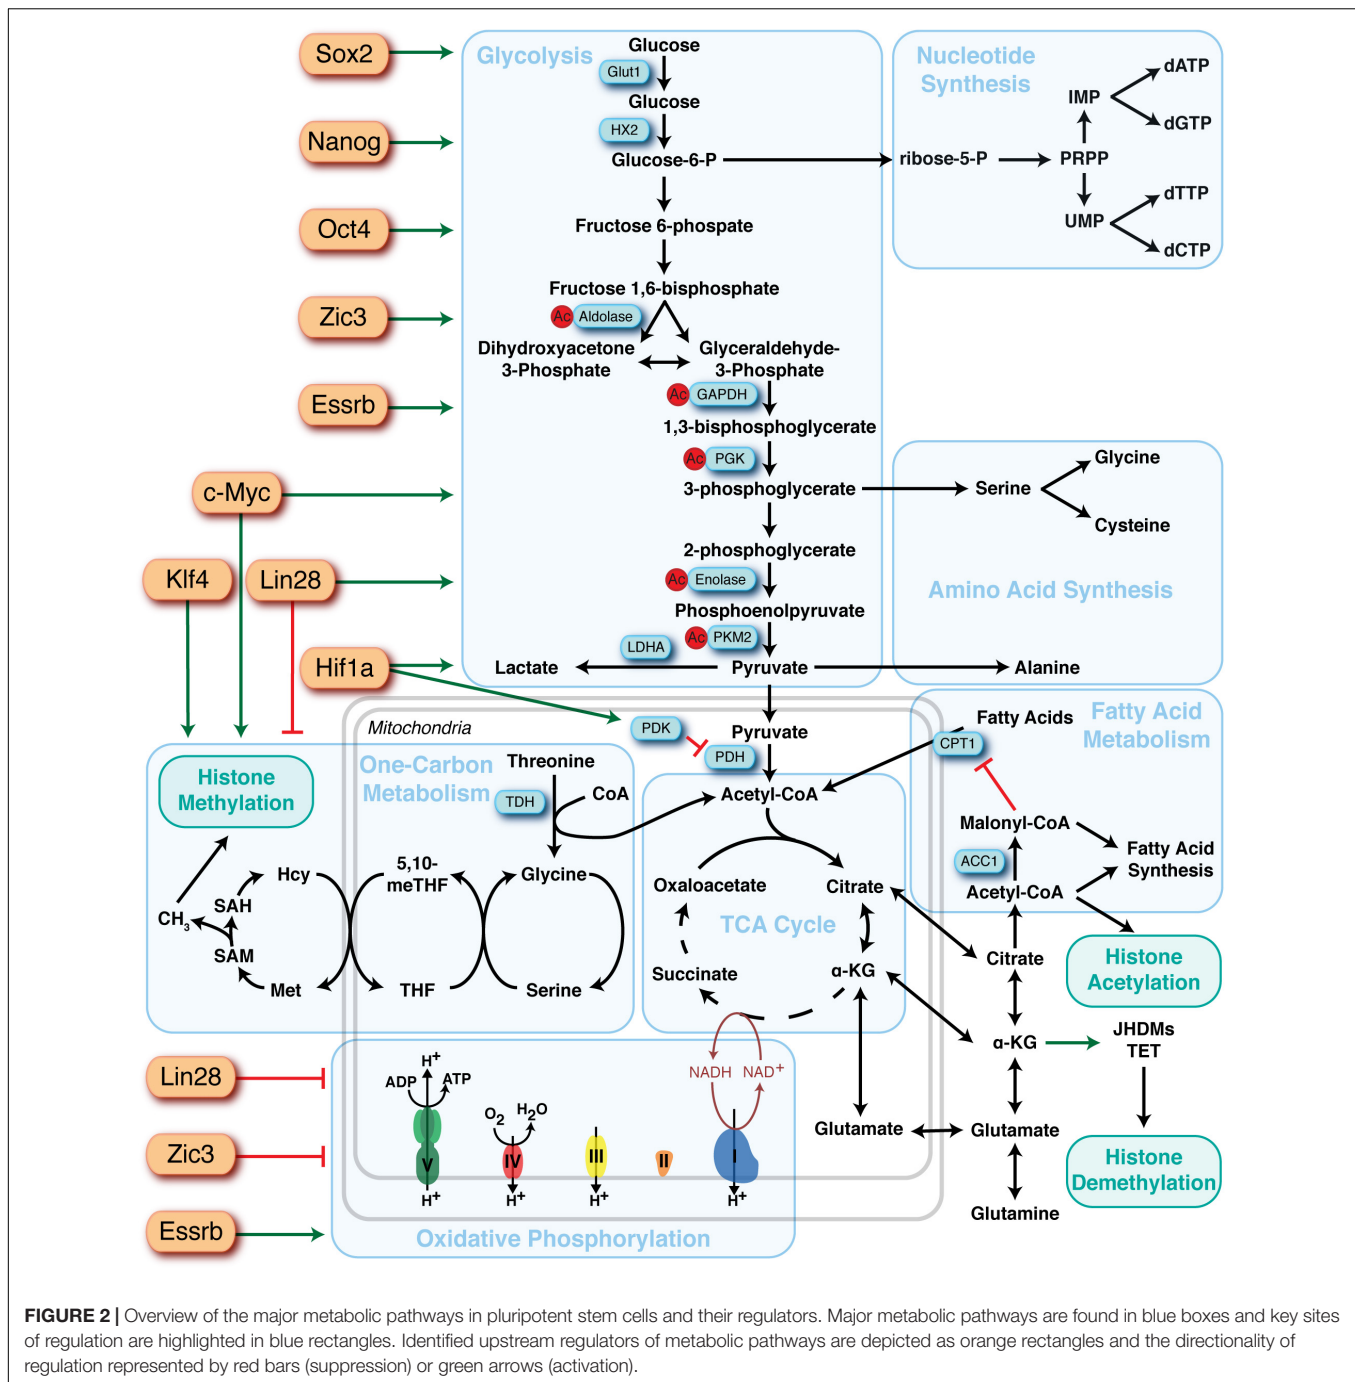 Sox2
Nanog
Oct4
Zic3
Essrb
c-Myc
Klf4
Lin28
Hif1a
Glycolysis
Glucose
Glut1
Glucose
HX2
Glucose-6-P
Fructose 6-phospate
Fructose 1,6-bisphosphate
Ac
Aldolase
Dihydroxyacetone
3-Phosphate
Glyceraldehyde-
3-Phosphate
Ac
GAPDH
1,3-bisphosphoglycerate
Ac
PGK
3-phosphoglycerate
2-phosphoglycerate
Ac
Enolase
Phosphoenolpyruvate
Ac
PKM2
LDHA
Lactate
Pyruvate
Nucleotide
Synthesis
ribose-5-P
PRPP
IMP
UMP
dATP
dGTP
dTTP
dCTP
Serine
Glycine
Cysteine
Amino Acid Synthesis
Alanine
Mitochondria
PDK
Pyruvate
PDH
Fatty Acids
Fatty Acid
Metabolism
CPT1
Malonyl-CoA
ACC1
Acetyl-CoA
Fatty Acid
Synthesis
Histone
Methylation
One-Carbon
Metabolism
Threonine
TDH
CoA
Acetyl-CoA
Hcy
5,10-
meTHF
Glycine
SAH
CH3
SAM
Met
THF
Serine
Oxaloacetate
Citrate
TCA Cycle
Succinate
α-KG
Citrate
Histone
Acetylation
α-KG
JHDMs
TET
Glutamate
Glutamate
Glutamine
Histone
Demethylation
Lin28
Zic3
Essrb
H+
ADP
ATP
V
H+
O2
H2O
IV
H+
III
H+
II
NADH
NAD+
I
H+
Oxidative Phosphorylation
FIGURE 2 | Overview of the major metabolic pathways in pluripotent stem cells and their regulators. Major metabolic pathways are found in blue boxes and key sites
of regulation are highlighted in blue rectangles. Identified upstream regulators of metabolic pathways are depicted as orange rectangles and the directionality of
regulation represented by red bars (suppression) or green arrows (activation).